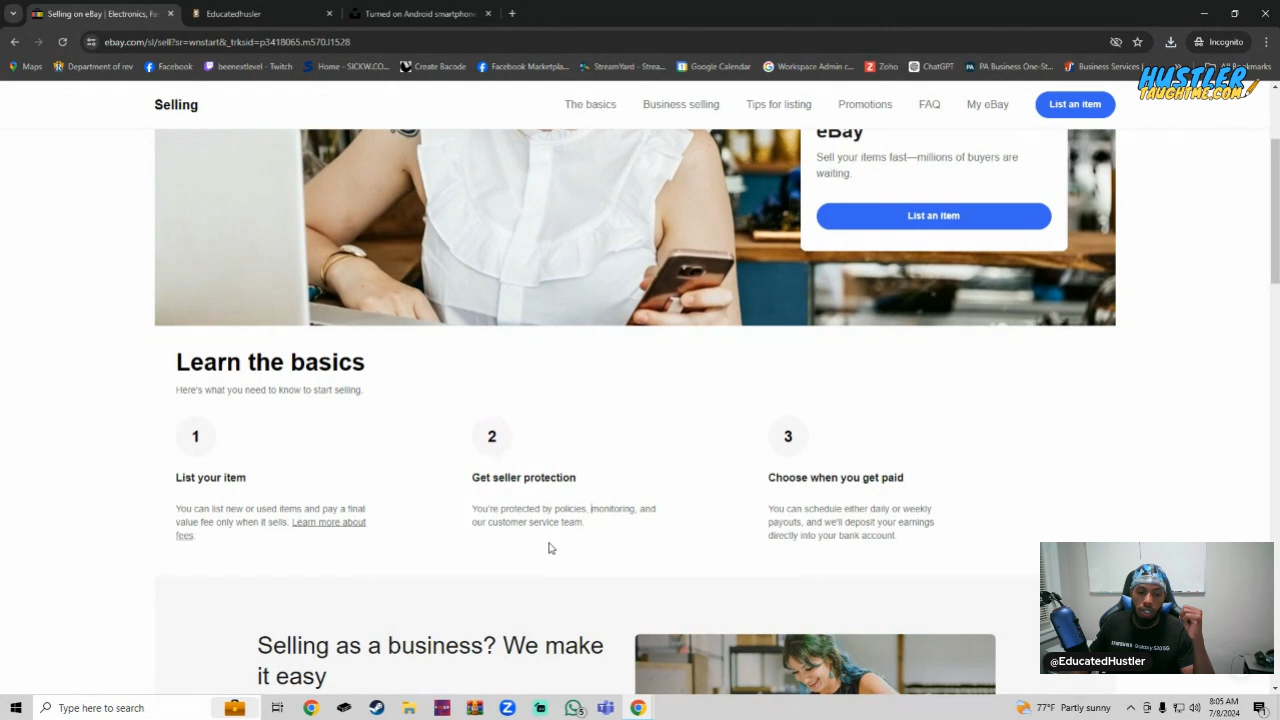 Selling on eBay | Electronics, Fa
Educatedhusler
Turned on Android smartphone
ebay.com/sl/sell?sr=wnstart&_trksid=p3418065.m570.l1528
Incognito
Maps
Department of rev
Facebook
beenextlevel - Twitch
Home - SICKW.CO...
Create Bacode
Facebook Marketpla...
StreamYard - Strea...
Google Calendar
Workspace Admin c...
Zoho
ChatGPT
PA Business One-St...
Business Services
All Bookmarks
HUSTLER
TAUGHTME.COM
Selling
The basics
Business selling
Tips for listing
Promotions
FAQ
My eBay
List an item
eBay
Sell your items fast—millions of buyers are
waiting.
List an item
Learn the basics
Here's what you need to know to start selling.
1
2
3
List your item
Get seller protection
Choose when you get paid
You can list new or used items and pay a final
value fee only when it sells. Learn more about
fees.
You're protected by policies, monitoring, and
our customer service team.
You can schedule either daily or weekly
payouts, and we'll deposit your earnings
directly into your bank account.
Selling as a business? We make
it easy
Galaxy S20 5G
@EducatedHustler
Type here to search
5
77°F Partly sunny
8:05 AM
7/8/2024